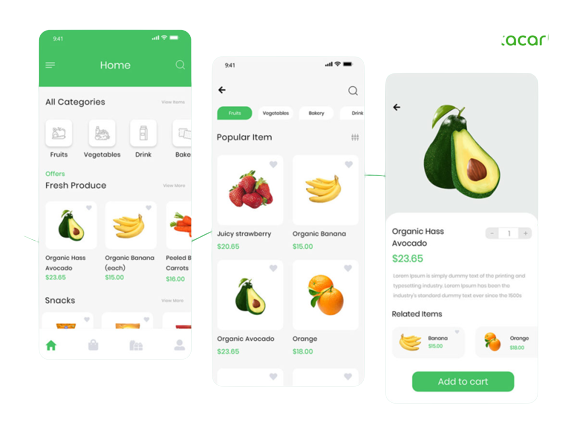 :acar
9:41
Home
All Categories
View Items
Fruits
Vegetables
Drink
Bake
Offers
Fresh Produce
View More
Organic Hass
Avocado
$23.65
Organic Banana
(each)
$15.00
Peeled B
Carrots
$16.00
Snacks
View More
9:41
Fruits
Vegetables
Bakery
Drink
Popular Item
Juicy strawberry
$20.65
Organic Banana
$15.00
Organic Avocado
$23.65
Orange
$18.00
Organic Hass
Avocado
- 1 +
$23.65
Lorem Ipsum is simply dummy text of the printing and
typesetting industry. Lorem Ipsum has been the
industry's standard dummy text ever since the 1500s
Related Items
Banana
$15.00
Orange
$18.00
Add to cart